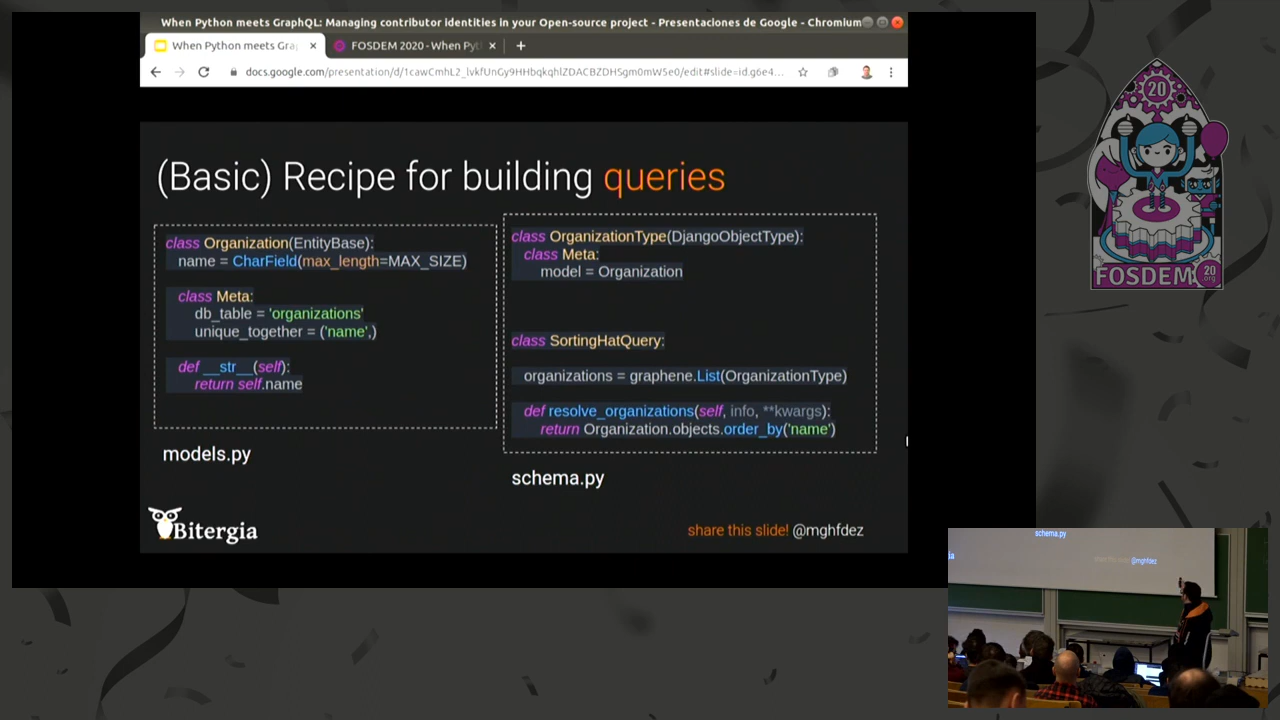 When Python meets GraphQL: Managing contributor identities in your Open-source project - Presentaciones de Google - Chromium
When Python meets Gra
FOSDEM 2020 - When Pyt
docs.google.com/presentation/d/1cawCmhL2_lvkfUnGy9HHbqkqhlZDACBZDHSgm0mW5e0/edit#slide=id.g6e4...
(Basic) Recipe for building queries
class Organization(EntityBase):
name = CharField(max_length=MAX_SIZE)
class Meta:
db_table = 'organizations'
unique_together = ('name',)
def __str__(self):
return self.name
models.py
class OrganizationType(DjangoObjectType):
class Meta:
model = Organization
class SortingHatQuery:
organizations = graphene.List(OrganizationType)
def resolve_organizations(self, info, **kwargs):
return Organization.objects.order_by('name')
schema.py
Bitergia
share this slide! @mghfdez
20
FOSDEM
20
.org
schema.py
@mghfdez